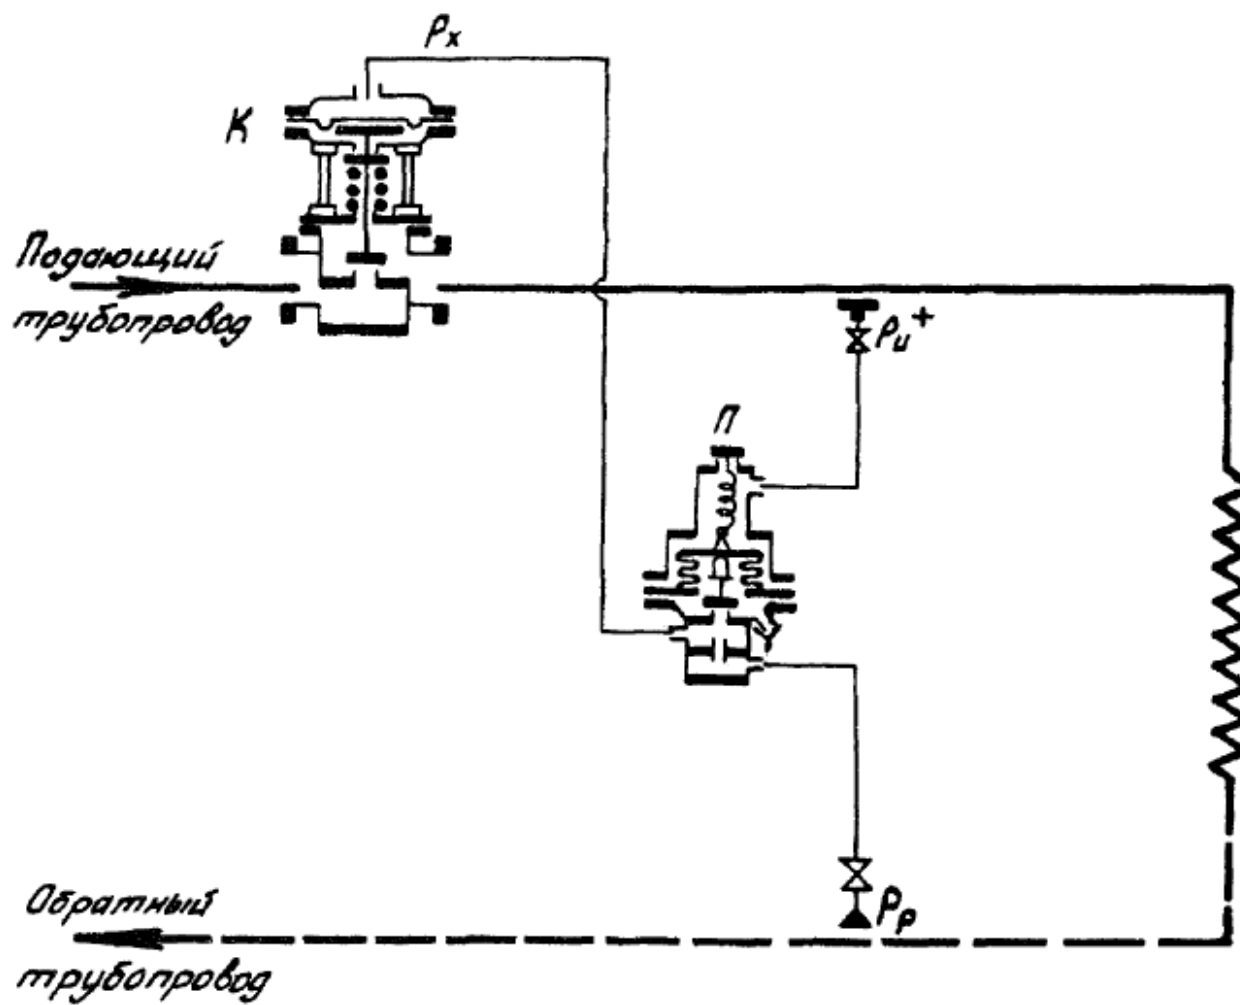 Pх
К
Подающий
трубопровод
Pи+
П
Обратный
Pр
трубопровод